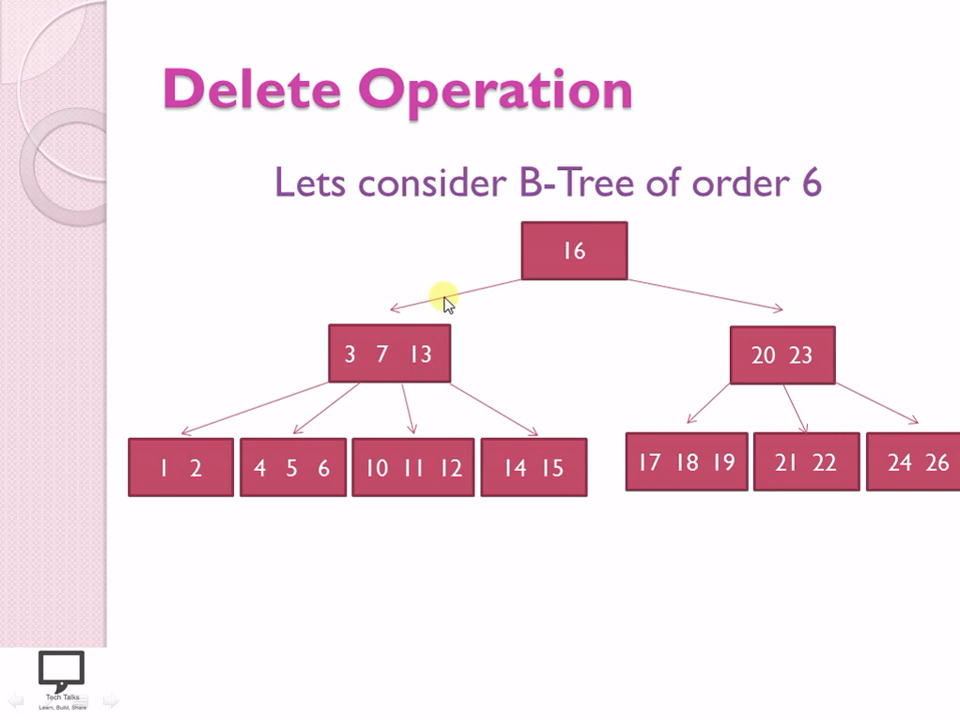 Delete Operation
Lets consider B-Tree of order 6
16
3 7 13
20 23
1 2
4 5 6
10 11 12
14 15
17 18 19
21 22
24 26
Tech Talks
Learn, Build, Share